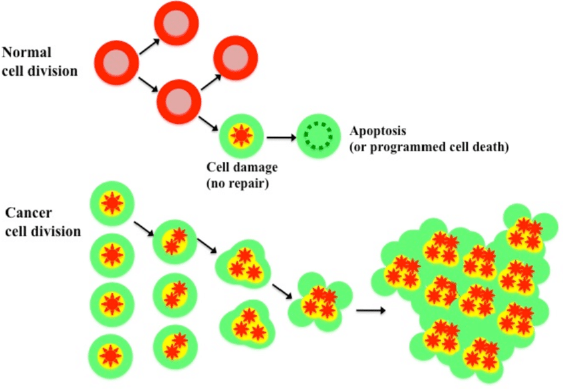 Normal
cell division
Apoptosis
(or programmed cell death)
Cell damage
(no repair)
Cancer
cell division